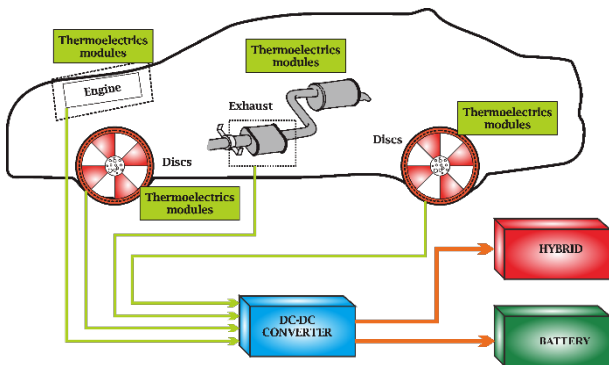 Thermoelectrics
modules
Thermoelectrics
modules
Engine
Exhaust
Thermoelectrics
modules
Discs
Discs
Thermoelectrics
modules
HYBRID
DC-DC
CONVERTER
BATTERY